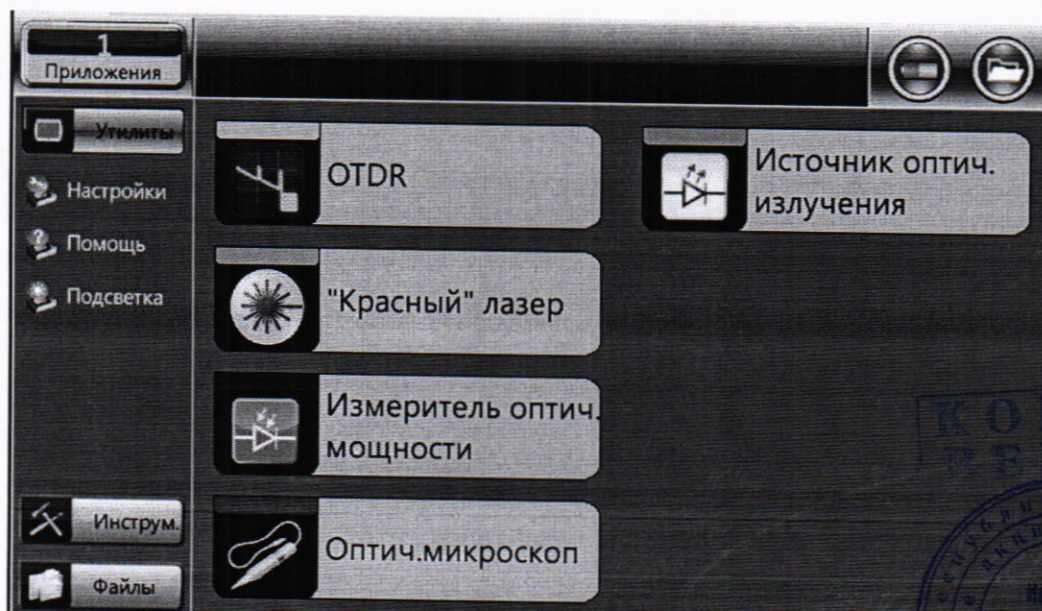 1
Приложения
Утилиты
Настройки
Помощь
Подсветка
Инструм.
Файлы
OTDR
"Красный" лазер
Измеритель оптич.
мощности
Оптич.микроскоп
Источник оптич.
излучения